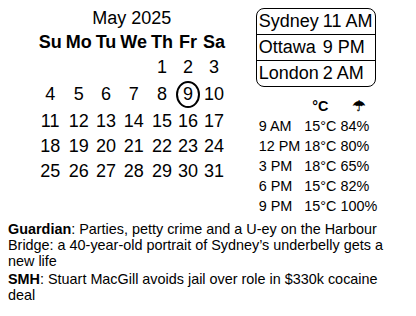 May 2025
Su Mo Tu We Th Fr Sa
1 2 3
4 5 6 7 8 9 10
11 12 13 14 15 16 17
18 19 20 21 22 23 24
25 26 27 28 29 30 31
Sydney 11 AM
Ottawa 9 PM
London 2 AM
°C ☂
9 AM 15°C 84%
12 PM 18°C 80%
3 PM 18°C 65%
6 PM 15°C 82%
9 PM 15°C 100%
Guardian: Parties, petty crime and a U-ey on the Harbour
Bridge: a 40-year-old portrait of Sydney’s underbelly gets a
new life
SMH: Stuart MacGill avoids jail over role in $330k cocaine
deal